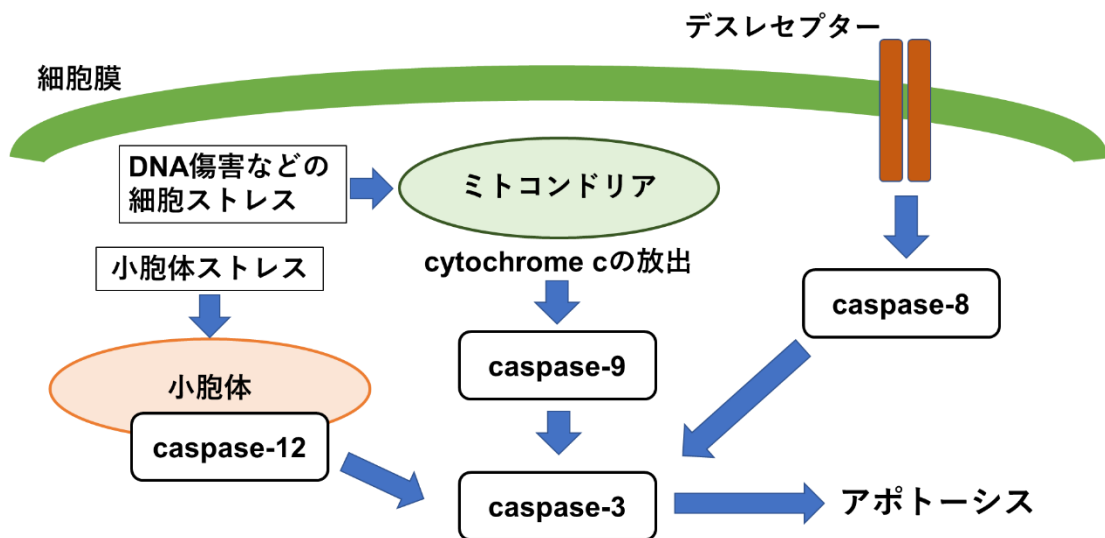 デスレセプター
細胞膜
DNA傷害などの
細胞ストレス
ミトコンドリア
小胞体ストレス
cytochrome cの放出
caspase-8
caspase-9
小胞体
caspase-12
caspase-3
アポトーシス